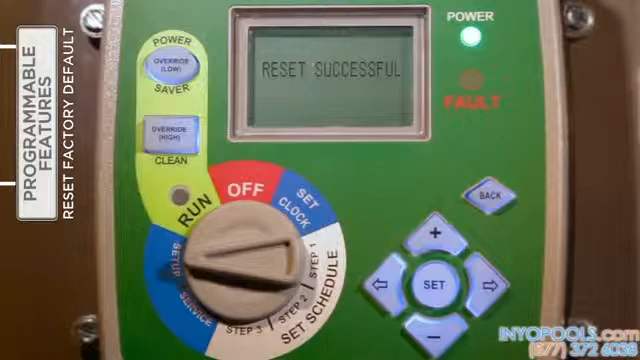 PROGRAMMABLE
FEATURES
RESET FACTORY DEFAULT
POWER
OVERRIDE
(LOW)
SAVER
OVERRIDE
(HIGH)
CLEAN
RESET SUCCESSFUL
POWER
FAULT
RUN
OFF
SET
CLOCK
STEP 1
STEP 2
STEP 3
SET SCHEDULE
SERVICE
SETUP
BACK
+
SET
−
INYOPOOLS.COM
(877) 372 6038